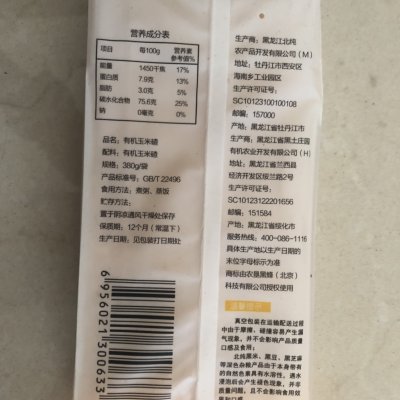 营养成分表
项目 每100g 营养素参考值%
能量 1450千焦 17%
蛋白质 7.9克 13%
脂肪 3.0克 5%
碳水化合物 75.6克 25%
钠 0毫克 0%
品名：有机玉米碴
配料：有机玉米碴
规格：380g/袋
产品标准号：GB/T 22496
食用方法：煮粥、蒸饭
贮存方法：
置于阴凉通风干燥处保存
保质期：12个月（常温下）
生产日期：见包装打日期处
6956021300633
生产商：黑龙江北纯
农产品开发有限公司（M）
地址：牡丹江市西安区
海南乡工业园区
生产许可证号：
SC10123100100108
邮编：157000
产地：黑龙江省牡丹江市
生产商：黑龙江省黑土庄园
有机农业开发有限公司（H）
地址：黑龙江省兰西县
经济开发区绥兰路2号
生产许可证号：
SC10123122201656
邮编：151584
产地：黑龙江省绥化市
服务热线：400-086-1116
具体生产地以生产日期的
末位字母标示为准
商标由农垦黑蜂（北京）
科技有限公司授权使用
温馨提示
真空包装在运输配送过程
中由于摩擦、碰撞容易产生漏
气现象，并不会影响产品质量
口感及食用；
北纯黑米、黑豆、黑芝麻
等深色杂粮产品由于本身带有
的自然色素具有水溶性，遇水
浸泡后会产生褪色现象，并非
质量问题，且不影响食用效